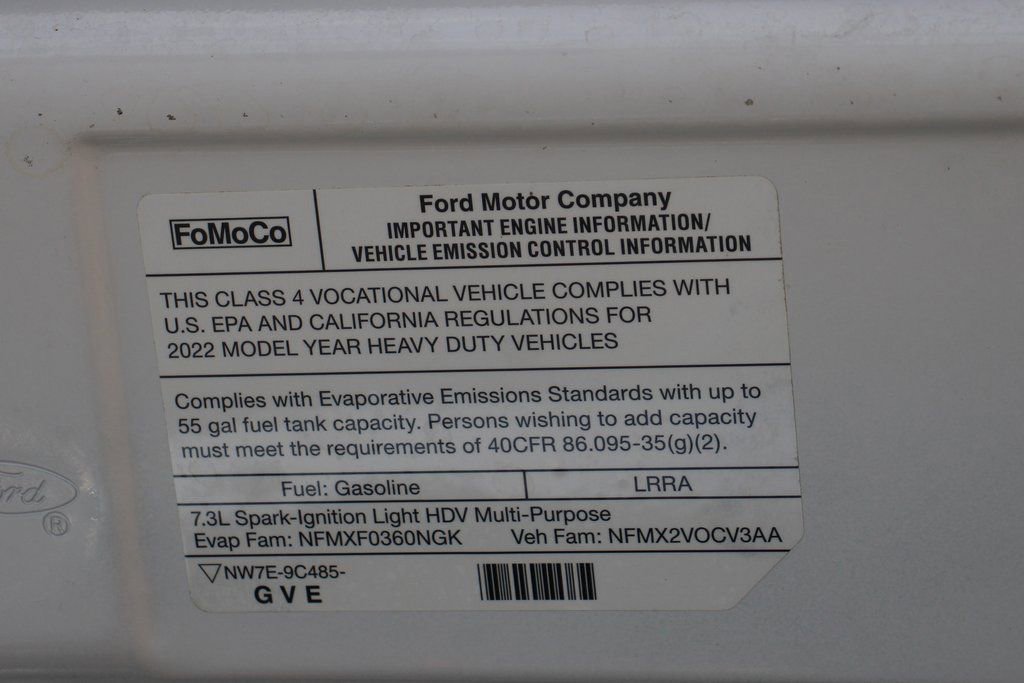 FoMoCo
Ford Motor Company
IMPORTANT ENGINE INFORMATION/
VEHICLE EMISSION CONTROL INFORMATION
THIS CLASS 4 VOCATIONAL VEHICLE COMPLIES WITH
U.S. EPA AND CALIFORNIA REGULATIONS FOR
2022 MODEL YEAR HEAVY DUTY VEHICLES
Complies with Evaporative Emissions Standards with up to
55 gal fuel tank capacity. Persons wishing to add capacity
must meet the requirements of 40CFR 86.095-35(g)(2).
Fuel: Gasoline LRRA
7.3L Spark-Ignition Light HDV Multi-Purpose
Evap Fam: NFMXF0360NGK Veh Fam: NFMX2VOCV3AA
NW7E-9C485-
GVE
ord ®